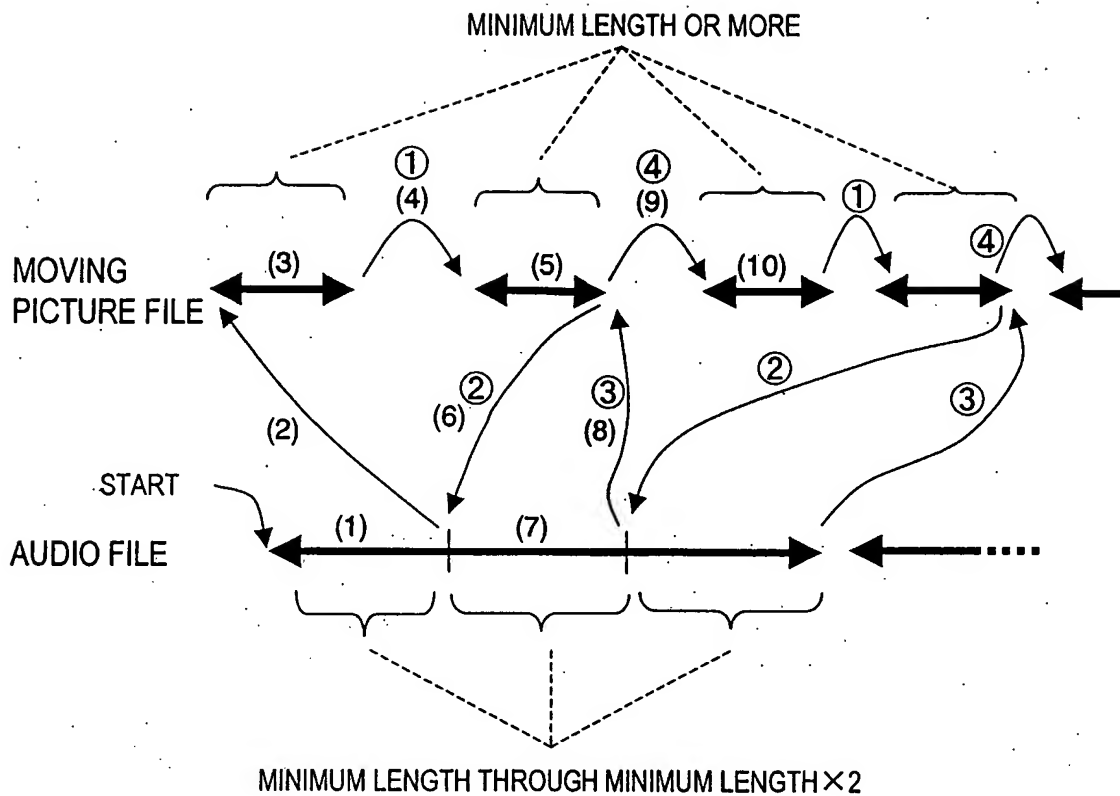 MINIMUM LENGTH OR MORE
① ④
(4) (9) ①
④
(3) (5) (10)
MOVING
PICTURE FILE
② ③ ②
③
(6) (8)
(2)
START
(1) (7)
AUDIO FILE
MINIMUM LENGTH THROUGH MINIMUM LENGTH×2